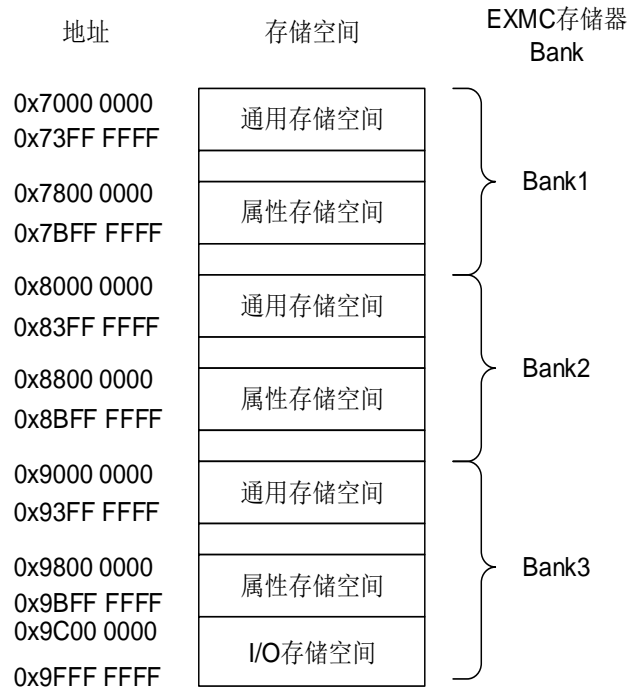 地址 存储空间 EXMC存储器
Bank
0x7000 0000
0x73FF FFFF
通用存储空间
0x7800 0000
0x7BFF FFFF
属性存储空间
Bank1
0x8000 0000
0x83FF FFFF
通用存储空间
0x8800 0000
0x8BFF FFFF
属性存储空间
Bank2
0x9000 0000
0x93FF FFFF
通用存储空间
0x9800 0000
0x9BFF FFFF
属性存储空间
Bank3
0x9C00 0000
0x9FFF FFFF
I/O存储空间